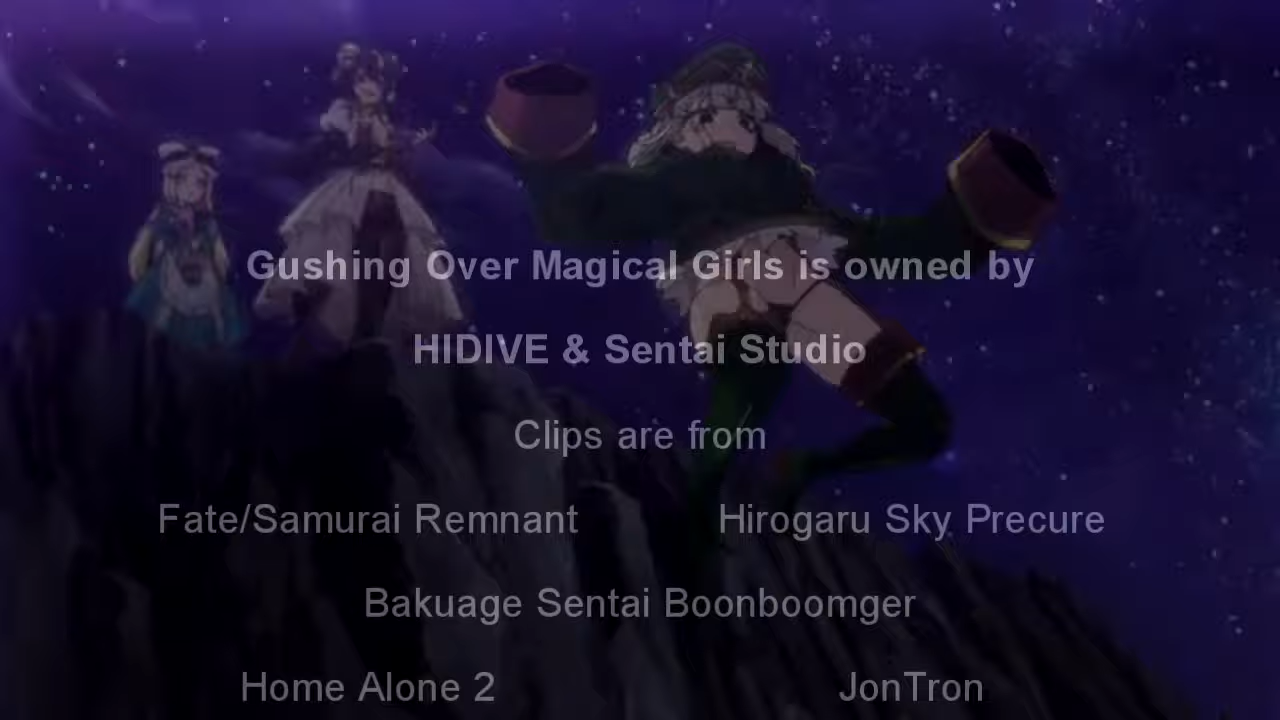 Gushing Over Magical Girls is owned by
HIDIVE & Sentai Studio
Clips are from
Fate/Samurai Remnant Hirogaru Sky Precure
Bakuage Sentai Boonboomger
Home Alone 2 JonTron